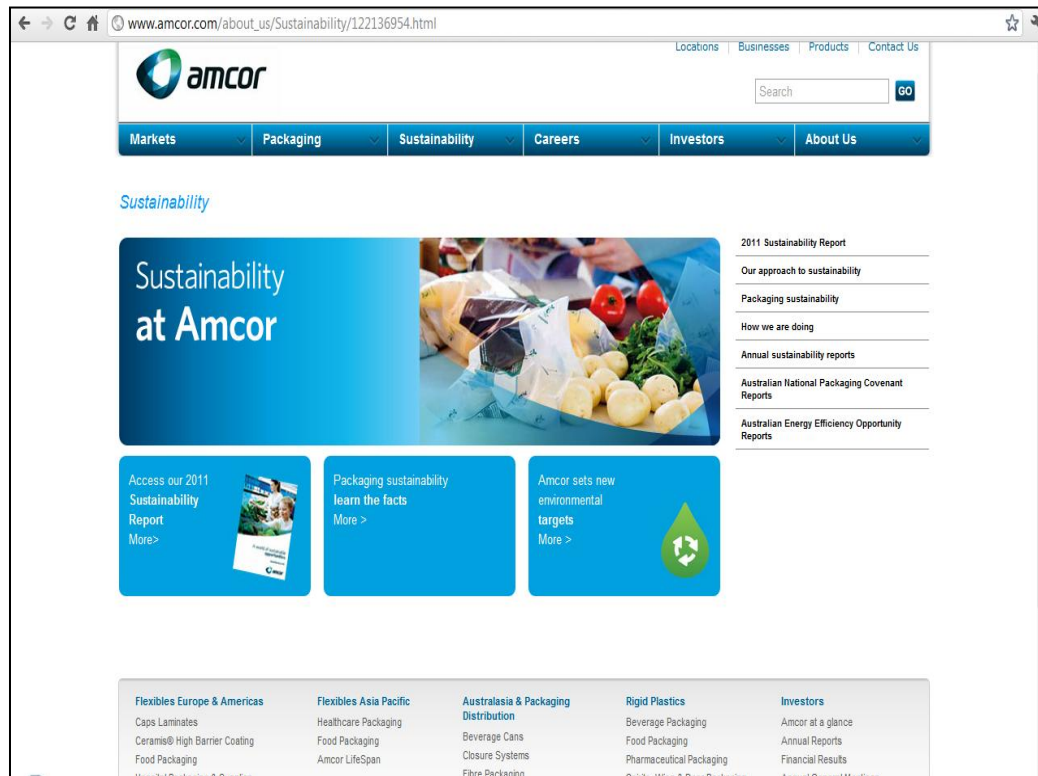 www.amcor.com/about_us/Sustainability/122136954.html
Locations Businesses Products Contact Us
amcor
Search GO
Markets Packaging Sustainability Careers Investors About Us
Sustainability
Sustainability
at Amcor
2011 Sustainability Report
Our approach to sustainability
Packaging sustainability
How we are doing
Annual sustainability reports
Australian National Packaging Covenant
Reports
Australian Energy Efficiency Opportunity
Reports
Access our 2011
Sustainability
Report
More>
amcor
Packaging sustainability
learn the facts
More >
Amcor sets new
environmental
targets
More >
Flexibles Europe & Americas
Caps Laminates
Ceramis® High Barrier Coating
Food Packaging
Flexibles Asia Pacific
Healthcare Packaging
Food Packaging
Amcor LifeSpan
Australasia & Packaging
Distribution
Beverage Cans
Closure Systems
Fibre Packaging
Rigid Plastics
Beverage Packaging
Food Packaging
Pharmaceutical Packaging
Investors
Amcor at a glance
Annual Reports
Financial Results